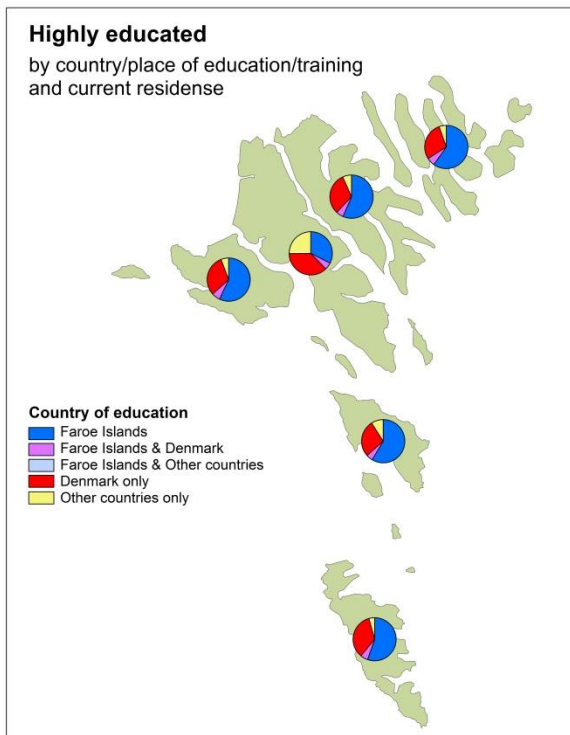 Highly educated
by country/place of education/training
and current residense
Country of education
Faroe Islands
Faroe Islands & Denmark
Faroe Islands & Other countries
Denmark only
Other countries only